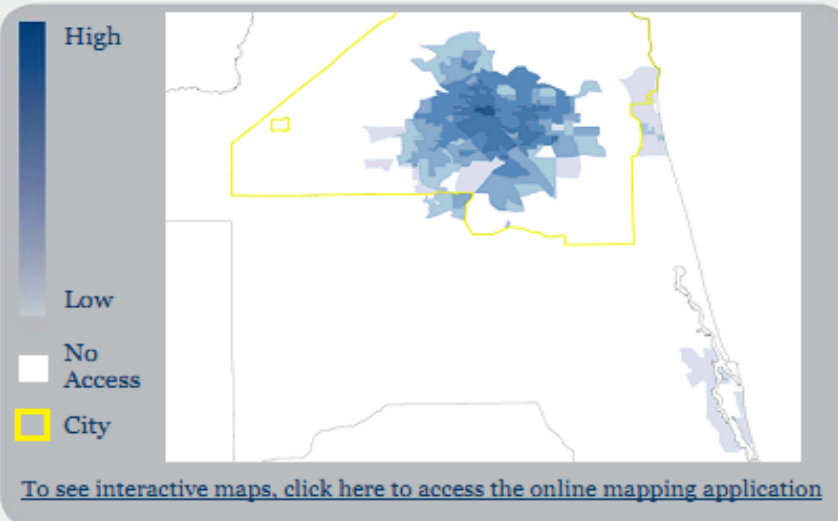 High
Low
No
Access
City
To see interactive maps, click here to access the online mapping application